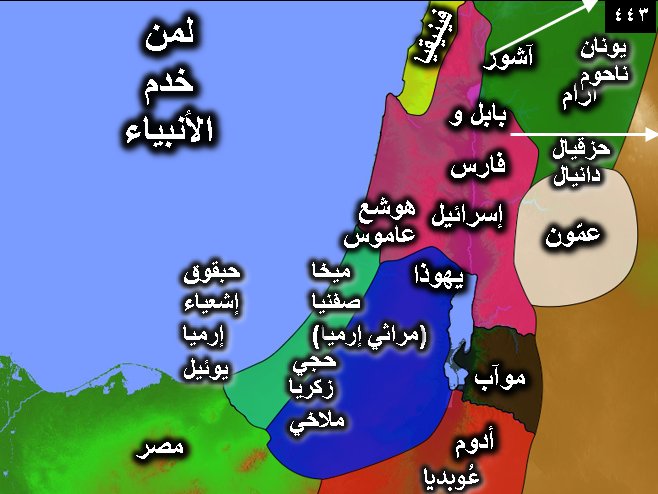 ٤٤٣
لمن
خدم
الأنبياء
فينيقيا
آشور
يونان
ناحوم
ارام
بابل و
فارس
حزقيال
دانيال
إسرائيل
هوشع
عاموس
عمّون
يهوذا
ميخا
صفنيا
(مراثي إرميا)
حجي
زكريا
ملاخي
حبقوق
إشعياء
إرميا
يوئيل
موآب
أدوم
عُوبديا
مصر